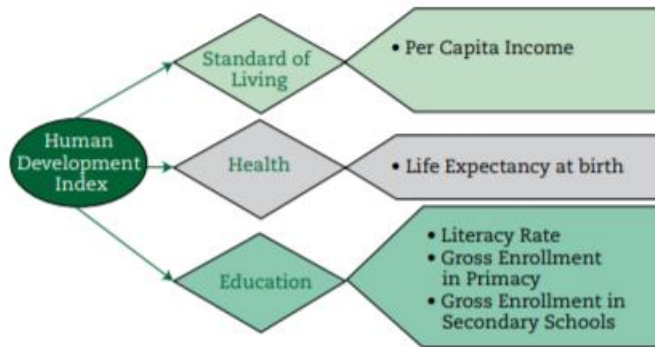 Human
Development
Index
Standard of
Living
• Per Capita Income
Health
• Life Expectancy at birth
Education
• Literacy Rate
• Gross Enrollment
in Primacy
• Gross Enrollment in
Secondary Schools